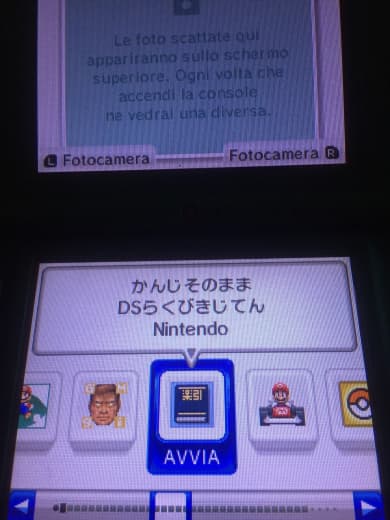 Le foto scattate qui
appariranno sullo schermo
superiore. Ogni volta che
accendi la console
ne vedrai una diversa.
L Fotocamera
Fotocamera R
かんじそのまま
DSらくびきじてん
Nintendo
楽引
AVVIA